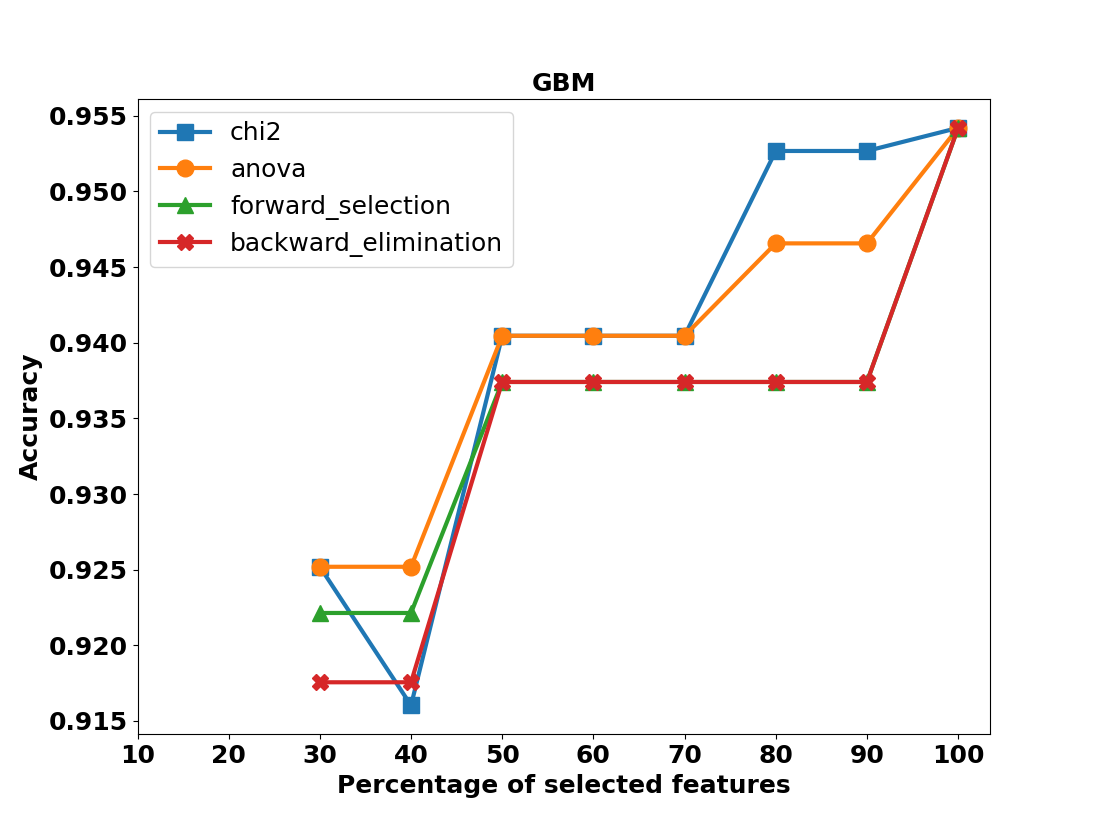 GBM
chi2
anova
forward_selection
backward_elimination
0.955
0.950
0.945
0.940
0.935
0.930
0.925
0.920
0.915
Accuracy
10 20 30 40 50 60 70 80 90 100
Percentage of selected features